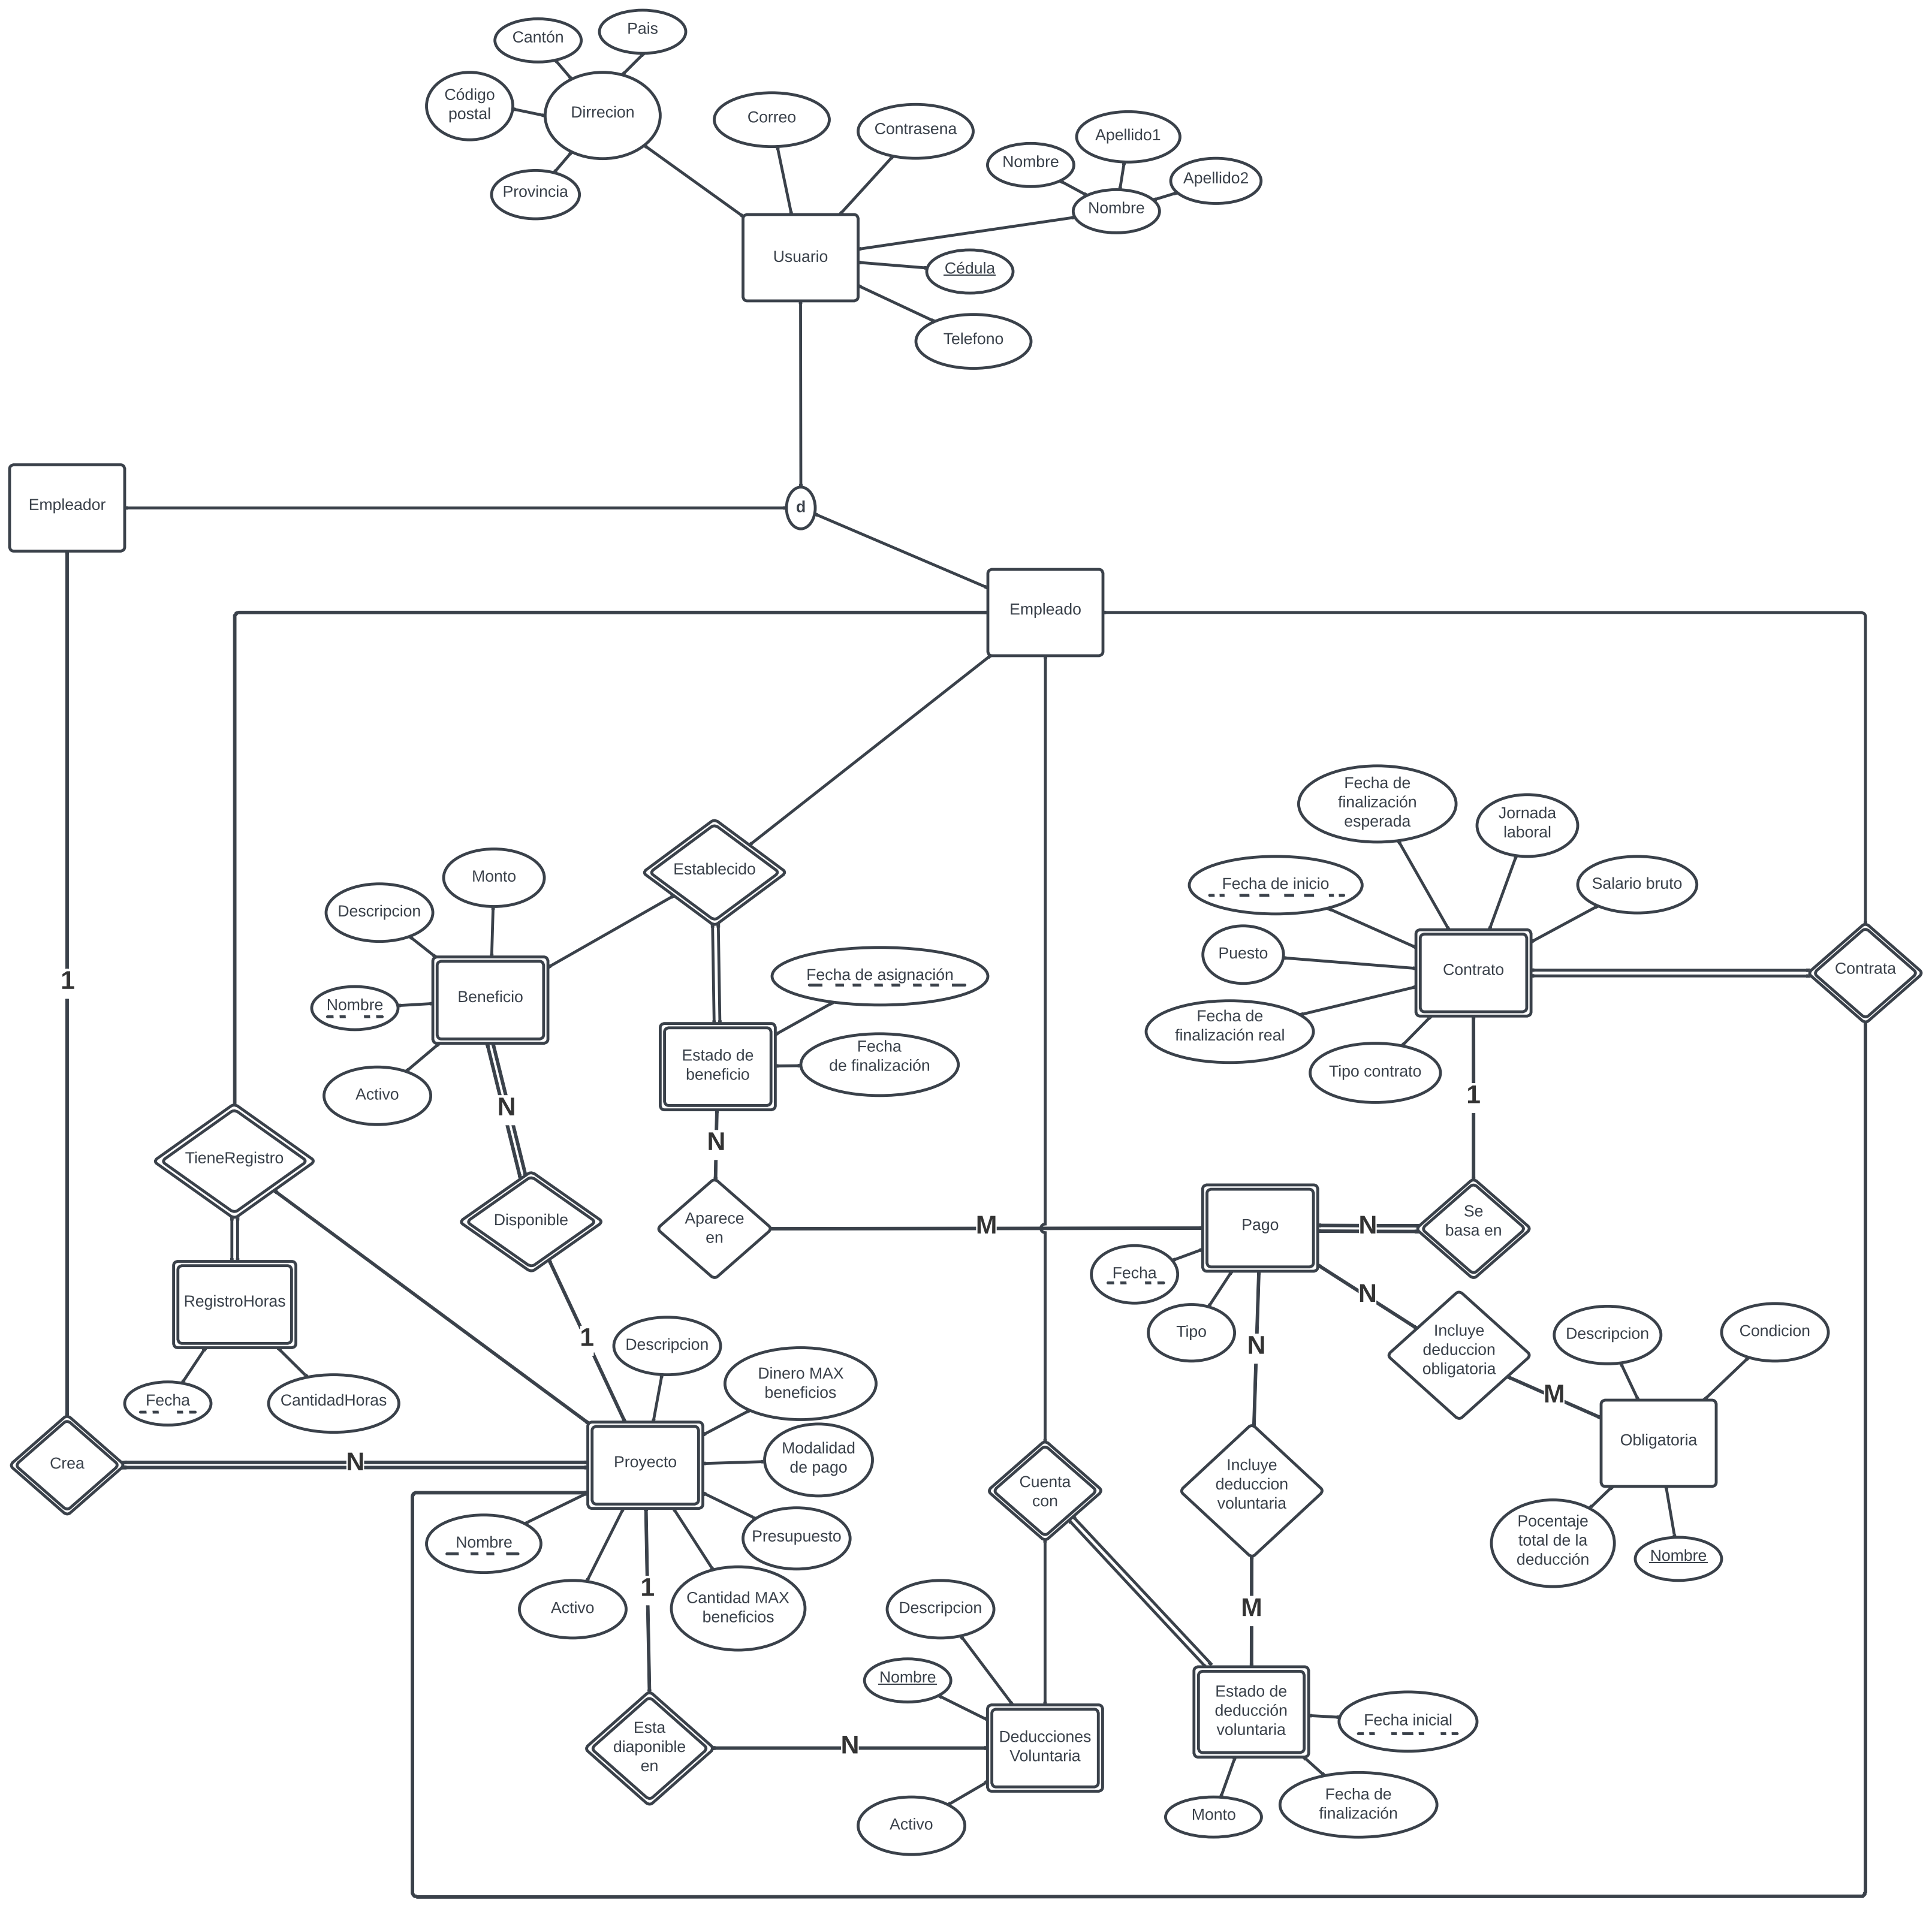 Pais
Cantón
Código
postal
Dirrecion
Correo
Contrasena
Apellido1
Nombre
Apellido2
Provincia
Nombre
Usuario
Cédula
Telefono
Empleador
d
Empleado
Fecha de
finalización
esperada
Jornada
laboral
Establecido
Monto
Fecha de inicio
Salario bruto
Descripcion
Puesto
Contrato
Contrata
1
Fecha de asignación
Beneficio
Nombre
Fecha de
finalización real
Estado de
beneficio
Fecha
de finalización
Tipo contrato
Activo
N
1
N
TieneRegistro
Disponible
Aparece
en
M
Pago
N
Se
basa en
Fecha
N
RegistroHoras
Tipo
1
Descripcion
N
Incluye
deduccion
obligatoria
Descripcion
Condicion
Dinero MAX
beneficios
M
Fecha
CantidadHoras
Obligatoria
Crea
N
Proyecto
Modalidad
de pago
Cuenta
con
Incluye
deduccion
voluntaria
Nombre
Presupuesto
Pocentaje
total de la
deducción
Nombre
1
Activo
Cantidad MAX
beneficios
Descripcion
M
Nombre
Estado de
deducción
voluntaria
Fecha inicial
Esta
diaponible
en
N
Deducciones
Voluntaria
Activo
Monto
Fecha de
finalización